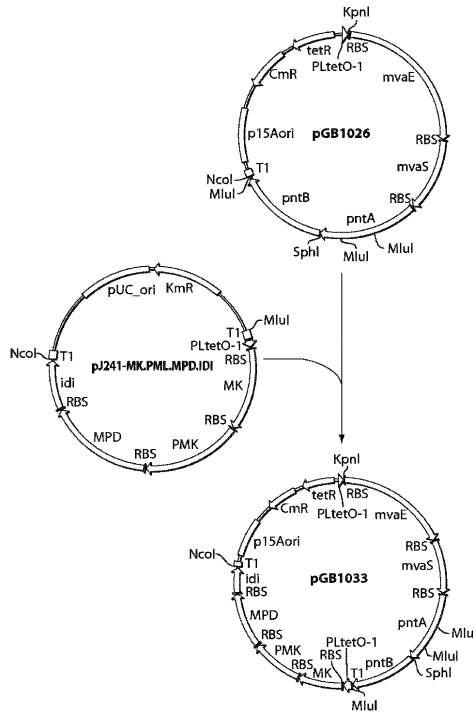 KpnI
tetR
RBS
PLtetO-1
CmR
mvaE
p15Aori
pGB1026
RBS
mvaS
NcoI
T1
MluI
RBS
pntB
pntA
SphI
MluI
MluI
pUC_ori
KmR
MluI
T1
PLtetO-1
NcoI
T1
RBS
pJ241-MK.PML.MPD.IDI
idi
MK
RBS
RBS
MPD
PMK
RBS
KpnI
tetR
RBS
CmR
PLtetO-1
mvaE
p15Aori
RBS
NcoI
T1
mvaS
idi
pGB1033
RBS
RBS
MPD
pntA
Mlu
PLtetO-1
RBS
RBS
MluI
PMK
pntB
SphI
RBS
MK
T1
MluI